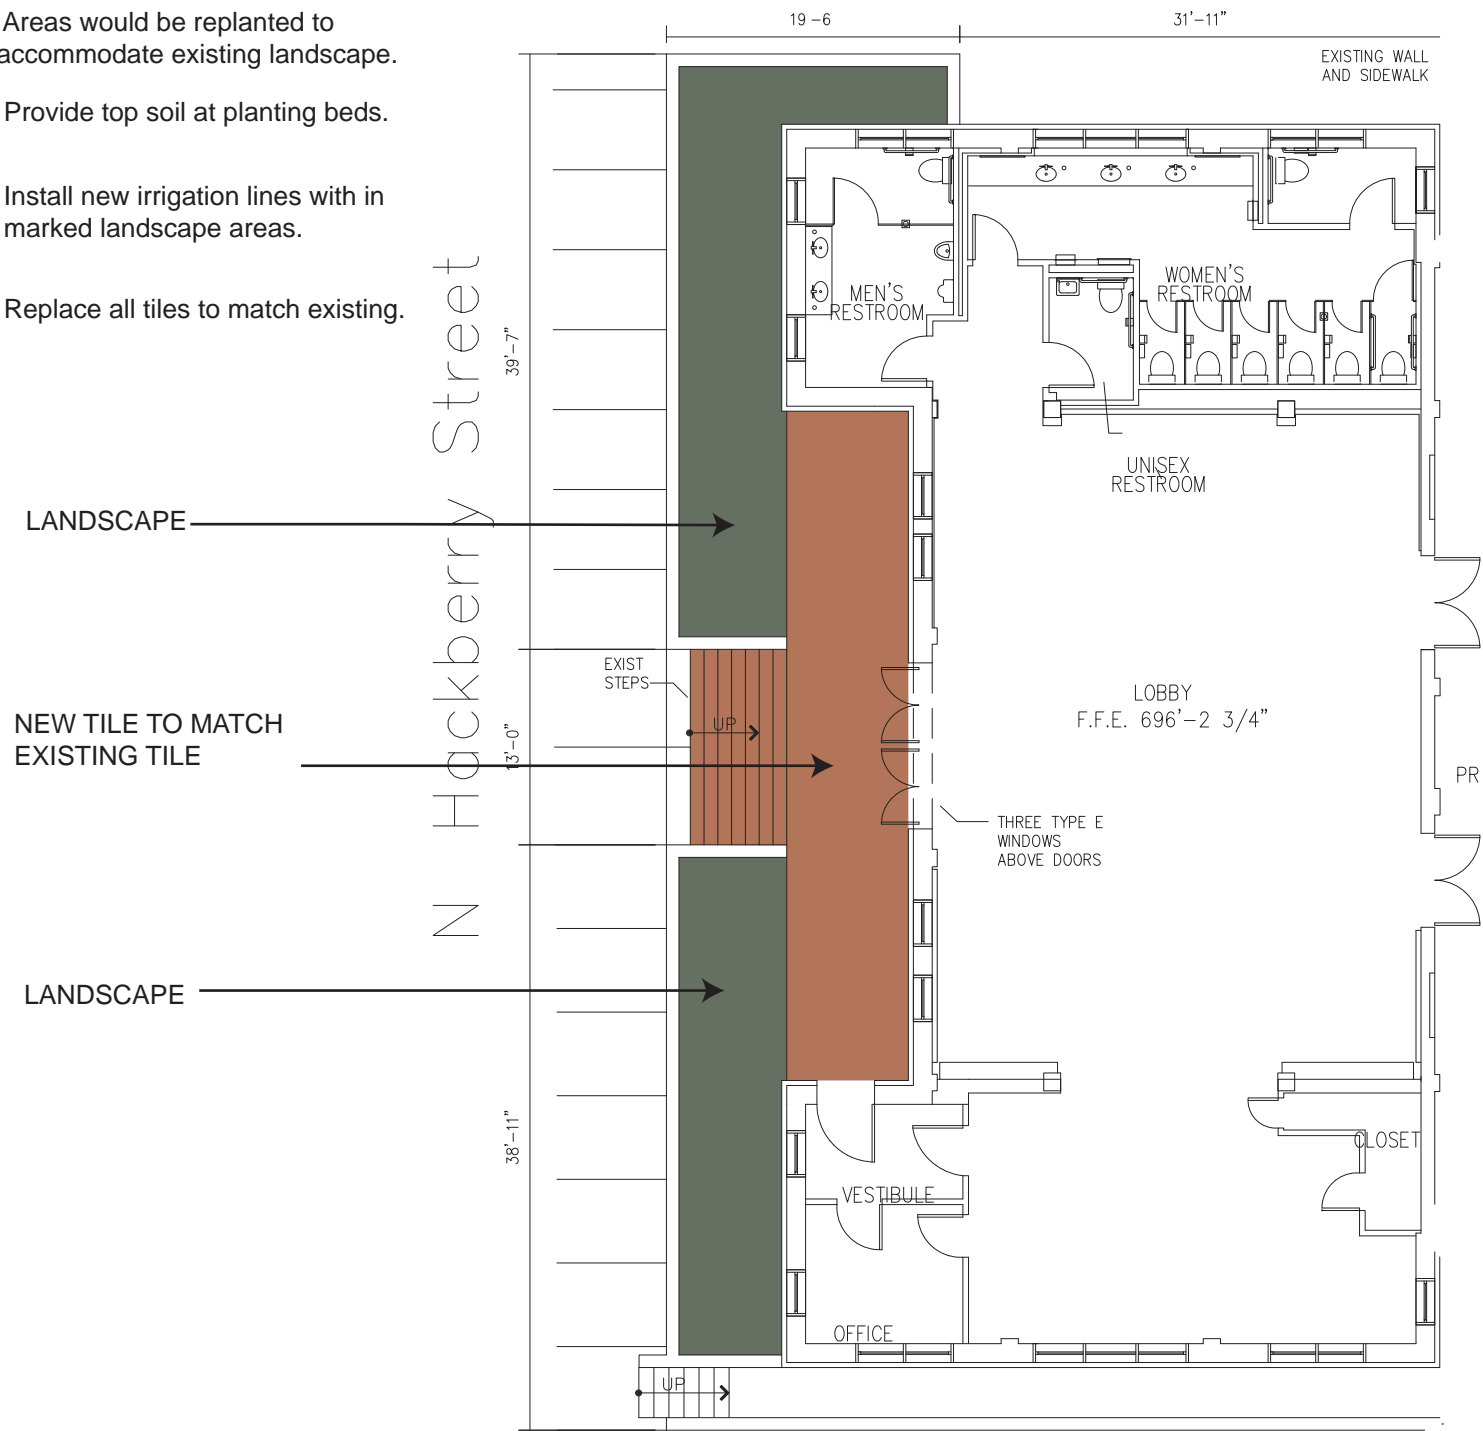 Areas would be replanted to
accommodate existing landscape.
Provide top soil at planting beds.
Install new irrigation lines with in
marked landscape areas.
Replace all tiles to match existing.
19-6
31'-11"
EXISTING WALL
AND SIDEWALK
N Hackberry Street
39'-7"
13'-0"
38'-11"
MEN'S
RESTROOM
WOMEN'S
RESTROOM
UNISEX
RESTROOM
LANDSCAPE
EXIST
STEPS
UP
LOBBY
F.F.E. 696'-2 3/4"
NEW TILE TO MATCH
EXISTING TILE
PR
THREE TYPE E
WINDOWS
ABOVE DOORS
LANDSCAPE
CLOSET
VESTIBULE
OFFICE
UP